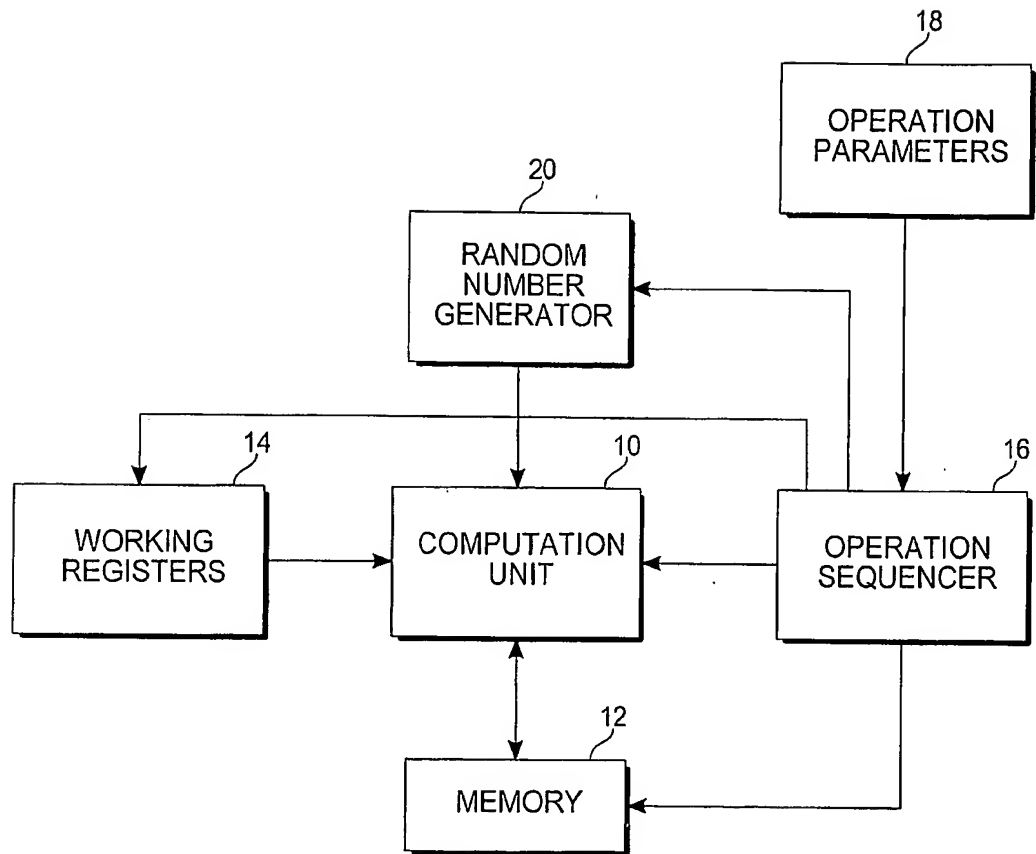 18
OPERATION
PARAMETERS
20
RANDOM
NUMBER
GENERATOR
14
WORKING
REGISTERS
10
COMPUTATION
UNIT
16
OPERATION
SEQUENCER
12
MEMORY